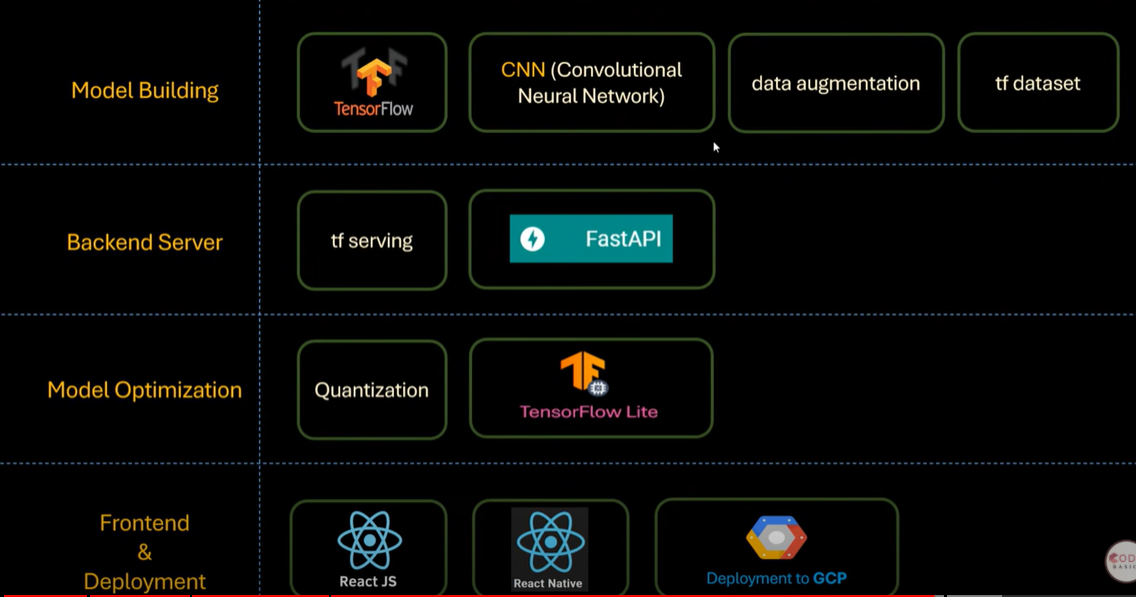 Model Building
TensorFlow
CNN (Convolutional
Neural Network)
data augmentation
tf dataset
Backend Server
tf serving
FastAPI
Model Optimization
Quantization
TensorFlow Lite
Frontend
&
Deployment
React JS
React Native
Deployment to GCP